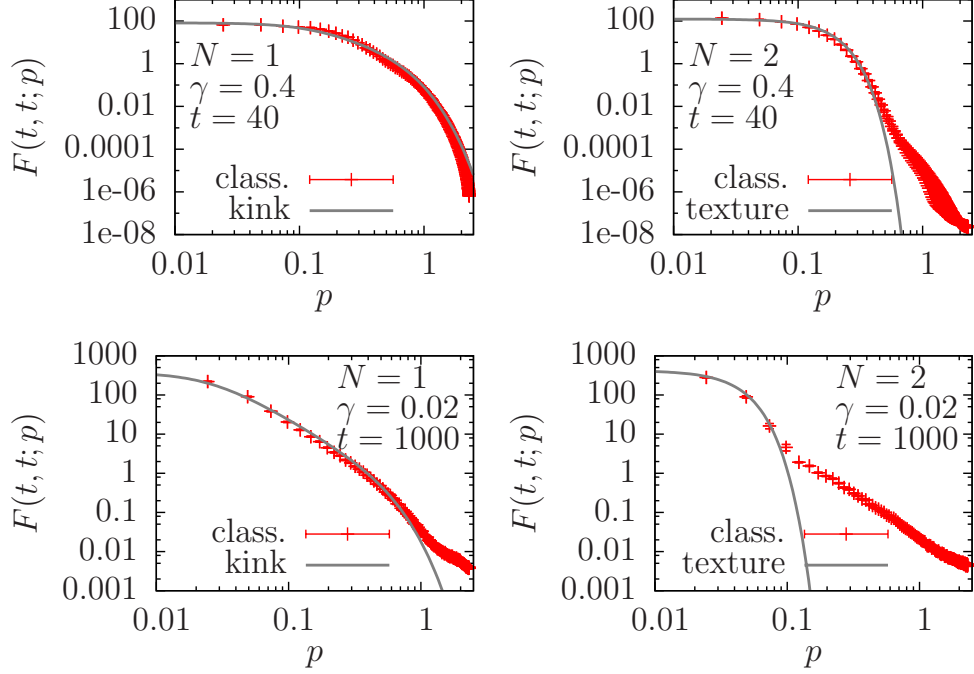 100
1
0.01
0.0001
1e-06
1e-08
F(t, t; p)
N = 1
γ = 0.4
t = 40
class.
kink
0.01 0.1 1
p
100
1
0.01
0.0001
1e-06
1e-08
F(t, t; p)
N = 2
γ = 0.4
t = 40
class.
texture
0.01 0.1 1
p
1000
100
10
1
0.1
0.01
0.001
F(t, t; p)
N = 1
γ = 0.02
t = 1000
class.
kink
0.01 0.1 1
p
1000
100
10
1
0.1
0.01
0.001
F(t, t; p)
N = 2
γ = 0.02
t = 1000
class.
texture
0.01 0.1 1
p